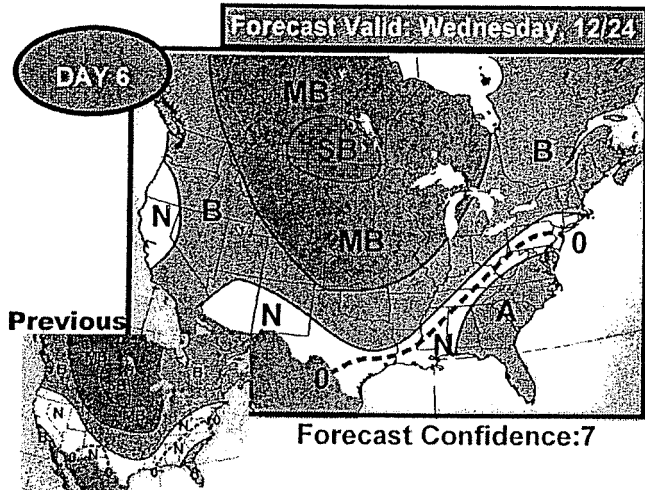 Forecast Valid: Wednesday, 12/24
DAY 6
MB
SB
B
N
B
MB
0
A
N
N
0
Previous
Forecast Confidence:7